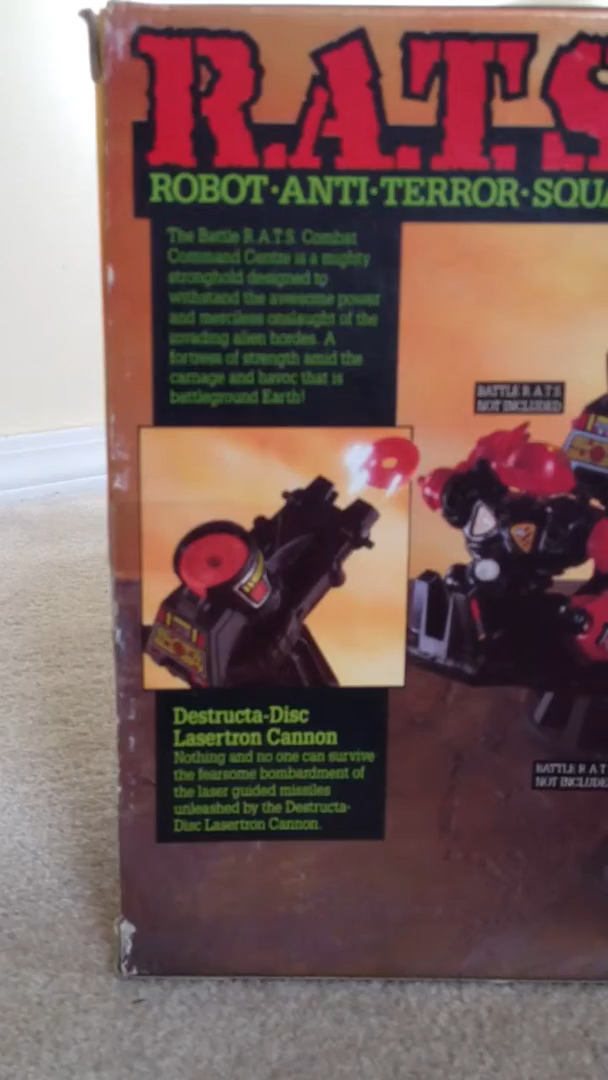 R.A.T.S
ROBOT·ANTI·TERROR·SQUA
The Battle R.A.T.S. Combat
Command Centre is a mighty
stronghold designed to
withstand the awesome power
and merciless onslaught of the
invading alien hordes. A
fortress of strength amid the
carnage and havoc that is
battleground Earth!
BATTLE R.A.T.S
NOT INCLUDED
Destructa-Disc
Lasertron Cannon
Nothing and no one can survive
the fearsome bombardment of
the laser guided missiles
unleashed by the Destructa-
Disc Lasertron Cannon.
BATTLE R.A.T
NOT INCLUDE